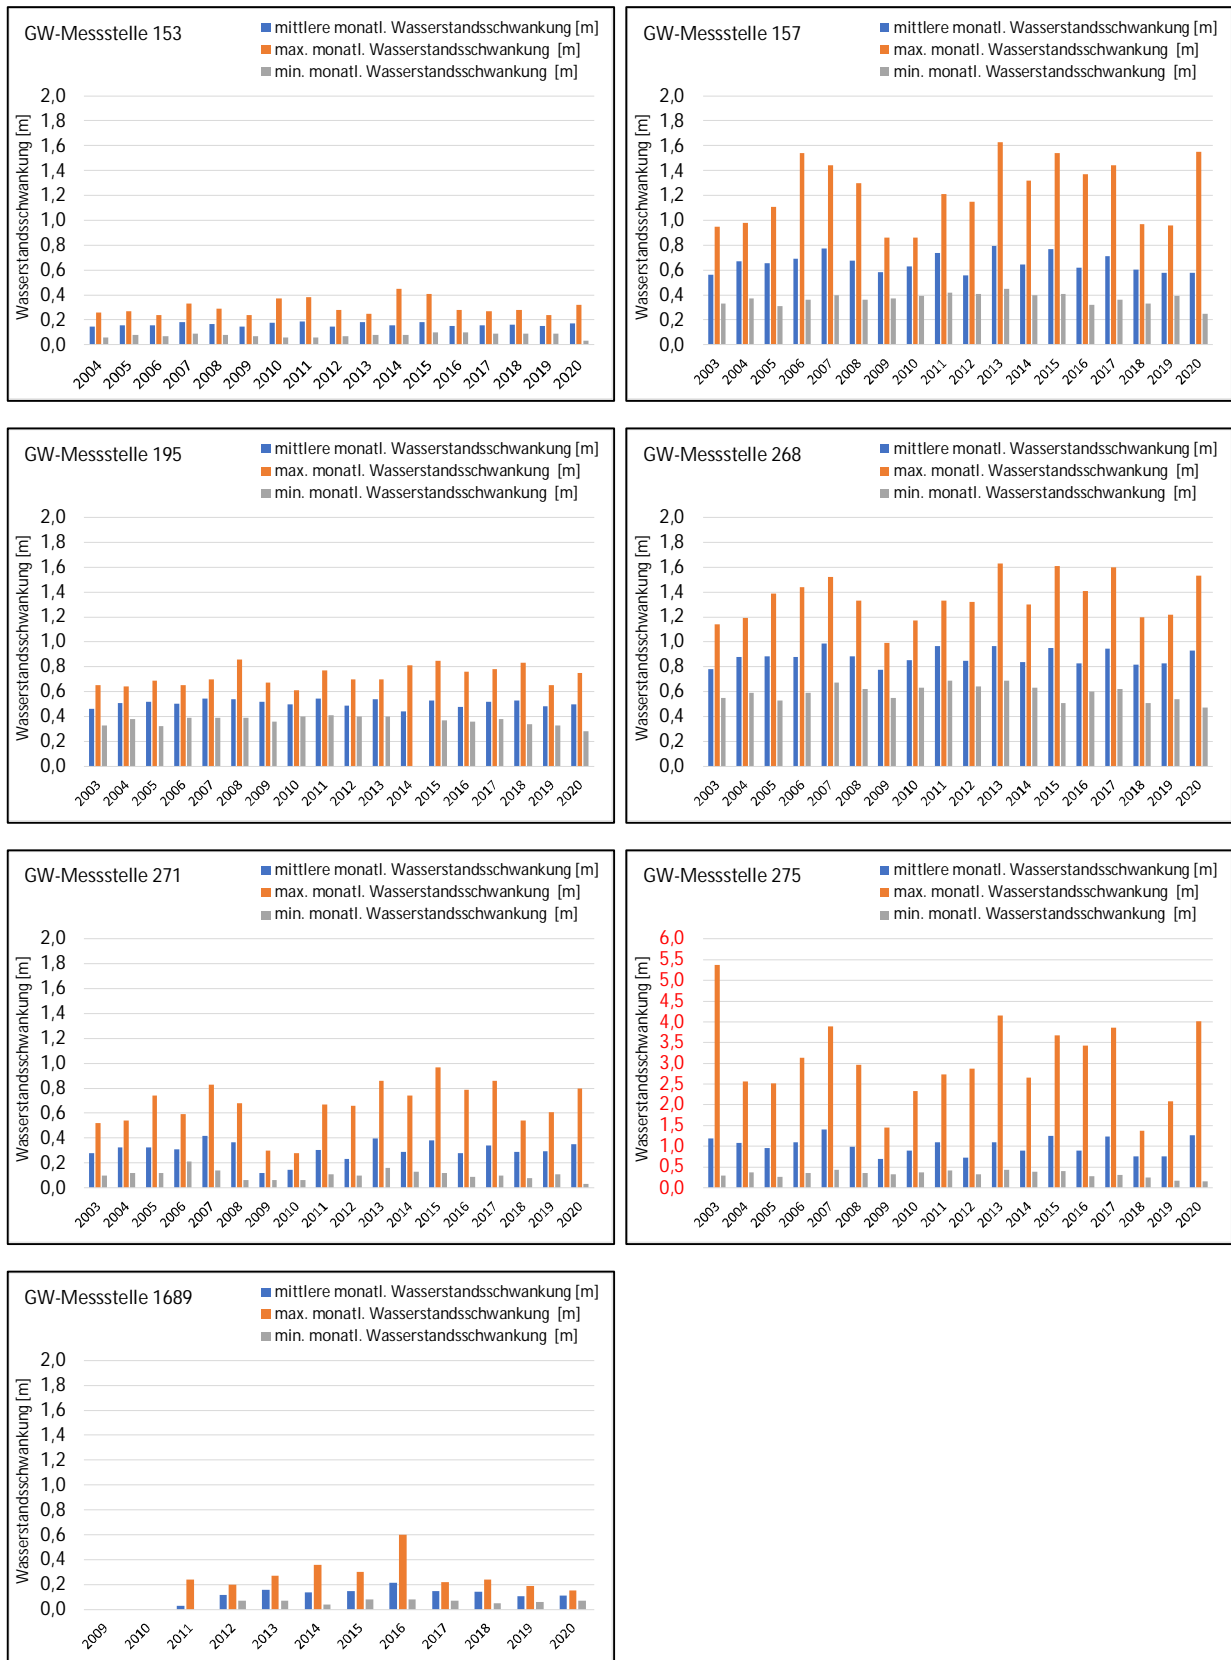 GW-Messstelle 153
mittlere monatl. Wasserstandsschwankung [m]
max. monatl. Wasserstandsschwankung [m]
min. monatl. Wasserstandsschwankung [m]
Wasserstandsschwankung [m]
2,0
1,8
1,6
1,4
1,2
1,0
0,8
0,6
0,4
0,2
0,0
2004 2005 2006 2007 2008 2009 2010 2011 2012 2013 2014 2015 2016 2017 2018 2019 2020
GW-Messstelle 157
mittlere monatl. Wasserstandsschwankung [m]
max. monatl. Wasserstandsschwankung [m]
min. monatl. Wasserstandsschwankung [m]
Wasserstandsschwankung [m]
2,0
1,8
1,6
1,4
1,2
1,0
0,8
0,6
0,4
0,2
0,0
2003 2004 2005 2006 2007 2008 2009 2010 2011 2012 2013 2014 2015 2016 2017 2018 2019 2020
GW-Messstelle 195
mittlere monatl. Wasserstandsschwankung [m]
max. monatl. Wasserstandsschwankung [m]
min. monatl. Wasserstandsschwankung [m]
Wasserstandsschwankung [m]
2,0
1,8
1,6
1,4
1,2
1,0
0,8
0,6
0,4
0,2
0,0
2003 2004 2005 2006 2007 2008 2009 2010 2011 2012 2013 2014 2015 2016 2017 2018 2019 2020
GW-Messstelle 268
mittlere monatl. Wasserstandsschwankung [m]
max. monatl. Wasserstandsschwankung [m]
min. monatl. Wasserstandsschwankung [m]
Wasserstandsschwankung [m]
2,0
1,8
1,6
1,4
1,2
1,0
0,8
0,6
0,4
0,2
0,0
2003 2004 2005 2006 2007 2008 2009 2010 2011 2012 2013 2014 2015 2016 2017 2018 2019 2020
GW-Messstelle 271
mittlere monatl. Wasserstandsschwankung [m]
max. monatl. Wasserstandsschwankung [m]
min. monatl. Wasserstandsschwankung [m]
Wasserstandsschwankung [m]
2,0
1,8
1,6
1,4
1,2
1,0
0,8
0,6
0,4
0,2
0,0
2003 2004 2005 2006 2007 2008 2009 2010 2011 2012 2013 2014 2015 2016 2017 2018 2019 2020
GW-Messstelle 275
mittlere monatl. Wasserstandsschwankung [m]
max. monatl. Wasserstandsschwankung [m]
min. monatl. Wasserstandsschwankung [m]
Wasserstandsschwankung [m]
6,0
5,5
5,0
4,5
4,0
3,5
3,0
2,5
2,0
1,5
1,0
0,5
0,0
2003 2004 2005 2006 2007 2008 2009 2010 2011 2012 2013 2014 2015 2016 2017 2018 2019 2020
GW-Messstelle 1689
mittlere monatl. Wasserstandsschwankung [m]
max. monatl. Wasserstandsschwankung [m]
min. monatl. Wasserstandsschwankung [m]
Wasserstandsschwankung [m]
2,0
1,8
1,6
1,4
1,2
1,0
0,8
0,6
0,4
0,2
0,0
2009 2010 2011 2012 2013 2014 2015 2016 2017 2018 2019 2020